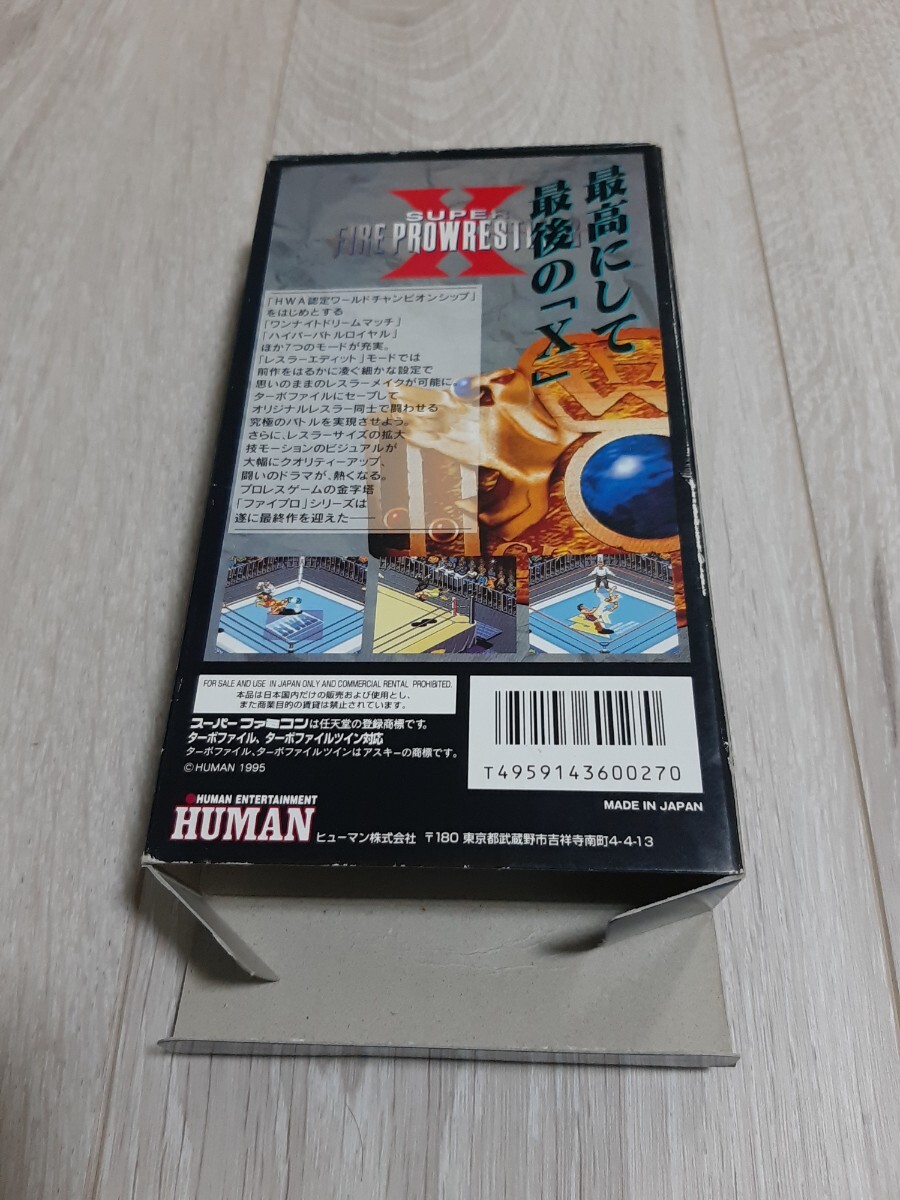 最高にして
最後の「X」
X
SUPER
FIRE PROWREST
「HWA認定ワールドチャンピオンシップ」
をはじめとする
「ワンナイトドリームマッチ」
「ハイパーバトルロイヤル」
ほか7つのモードが充実。
「レスラーエディット」モードでは
前作をはるかに凌ぐ細かな設定で
思いのままのレスラーメイクが可能に。
ターボファイルにセーブして
オリジナルレスラー同士で闘わせる
究極のバトルを実現させよう。
さらに、レスラーサイズの拡大
技モーションのビジュアルが
大幅にクオリティーアップ、
闘いのドラマが、熱くなる。
プロレスゲームの金字塔
「ファイプロ」シリーズは
遂に最終作を迎えた──
FOR SALE AND USE IN JAPAN ONLY AND COMMERCIAL RENTAL PROHIBITED.
本品は日本国内だけの販売および使用とし、
また商業目的の賃貸は禁止されています。
スーパーファミコンは任天堂の登録商標です。
ターボファイル、ターボファイルツイン対応
ターボファイル、ターボファイルツインはアスキーの商標です。
©HUMAN 1995
T4959143600270
MADE IN JAPAN
HUMAN ENTERTAINMENT
HUMAN
ヒューマン株式会社 〒180 東京都武蔵野市吉祥寺南町4-4-13